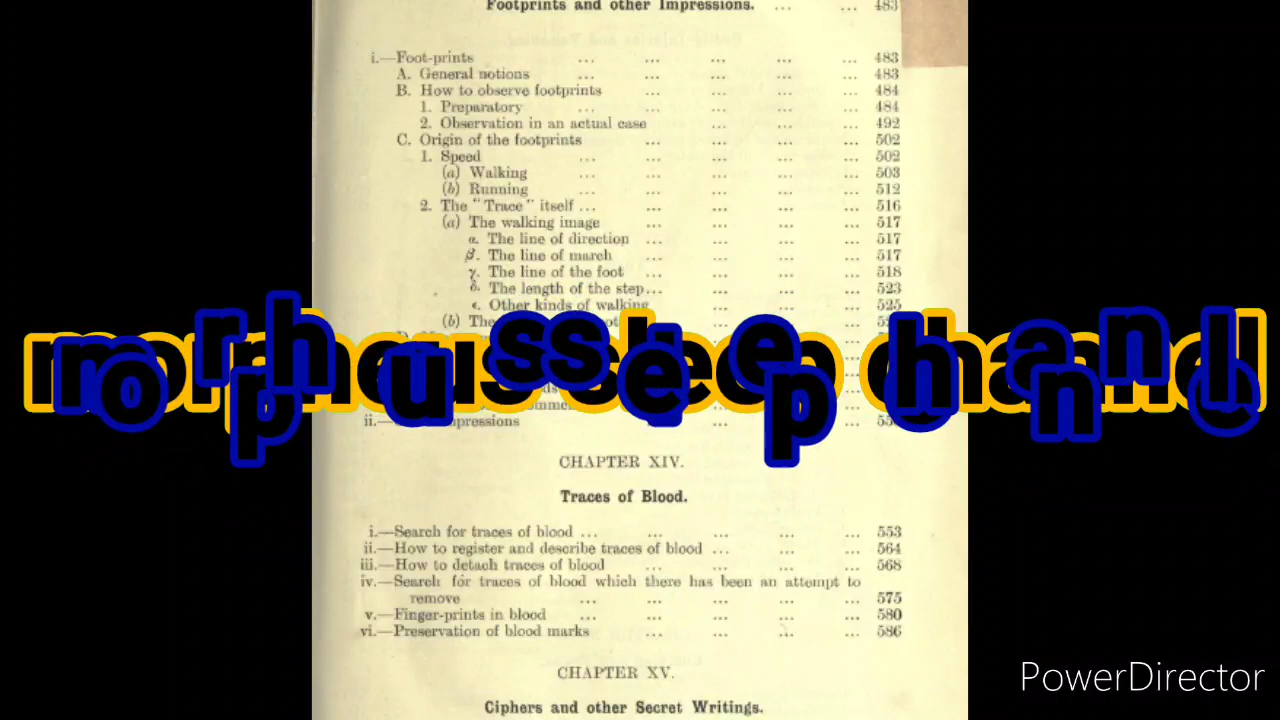 Footprints and other Impressions. ... ... 483
i.—Foot-prints ... ... ... ... ... 483
A. General notions ... ... ... ... ... 483
B. How to observe footprints ... ... ... ... 484
1. Preparatory ... ... ... ... ... 484
2. Observation in an actual case ... ... ... 492
C. Origin of the footprints ... ... ... ... 502
1. Speed ... ... ... ... ... 502
(a) Walking ... ... ... ... ... 503
(b) Running ... ... ... ... ... 512
2. The "Trace" itself ... ... ... ... ... 516
(a) The walking image ... ... ... ... 517
α. The line of direction ... ... ... ... 517
β. The line of march ... ... ... ... 517
γ. The line of the foot ... ... ... ... 518
δ. The length of the step... ... ... ... 523
ε. Other kinds of walking ... ... ... 525
(b) The
morpheus sleep channel
ii.— impressions ... ... ... ...
CHAPTER XIV.
Traces of Blood.
i.—Search for traces of blood ... ... ... ... ... 553
ii.—How to register and describe traces of blood ... ... ... 564
iii.—How to detach traces of blood ... ... ... ... 568
iv.—Search for traces of blood which there has been an attempt to
remove ... ... ... ... ... 575
v.—Finger-prints in blood ... ... ... ... ... 580
vi.—Preservation of blood marks ... ... ... ... 586
CHAPTER XV.
Ciphers and other Secret Writings.
PowerDirector